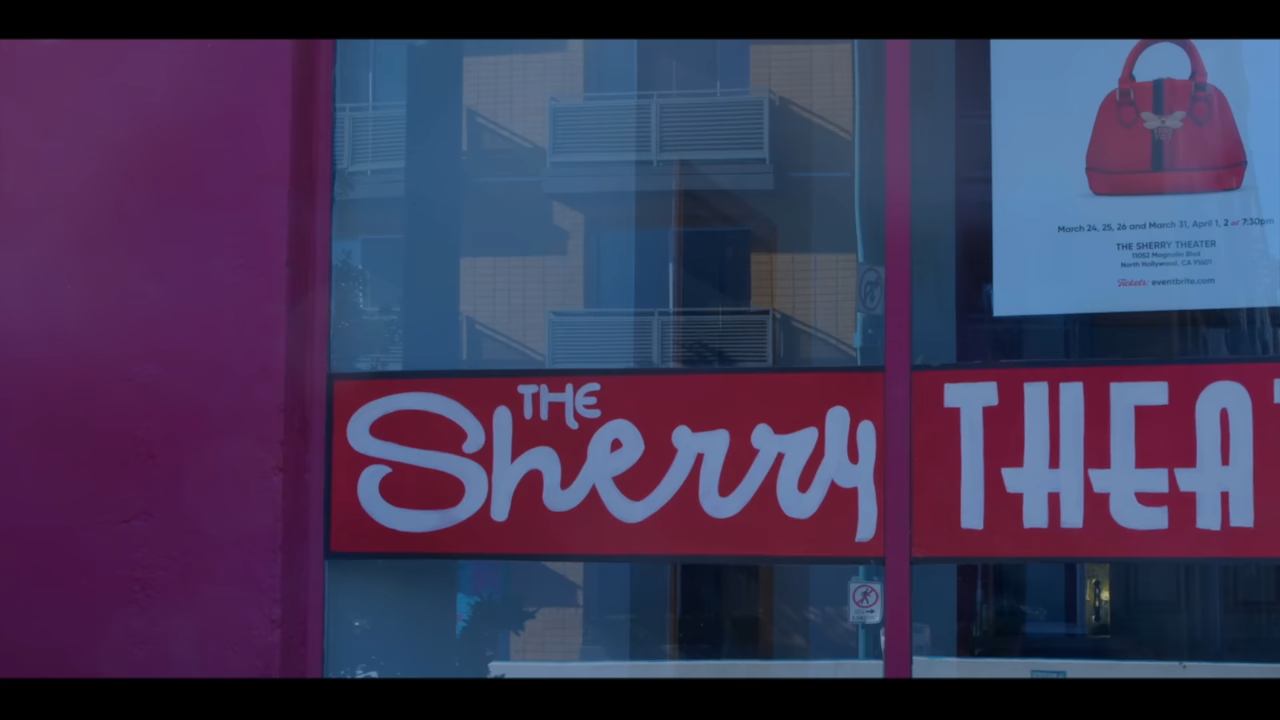 March 24, 25, 26 and March 31, April 1, 2 at 7:30pm
THE SHERRY THEATER
11052 Magnolia Blvd
North Hollywood, CA 91601
Tickets: eventbrite.com
THE
Sherry THEAT